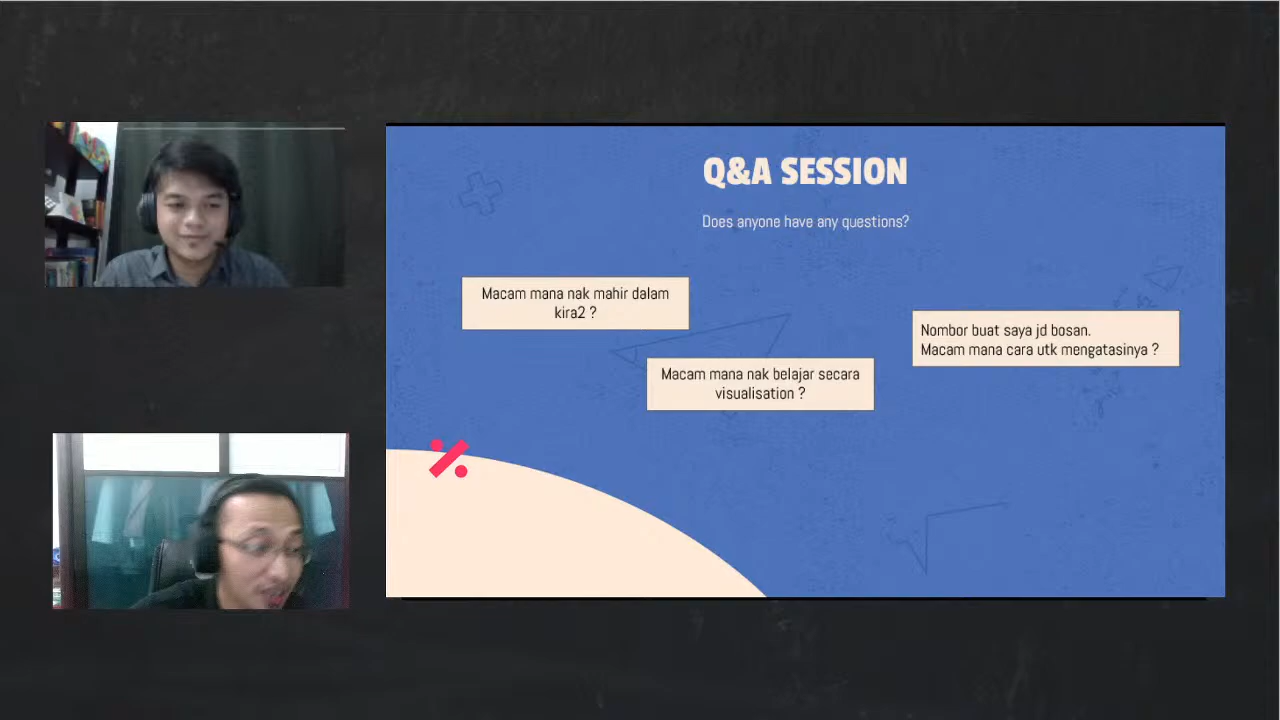 Q&A SESSION
Does anyone have any questions?
Macam mana nak mahir dalam
kira2 ?
Nombor buat saya jd bosan.
Macam mana cara utk mengatasinya ?
Macam mana nak belajar secara
visualisation ?